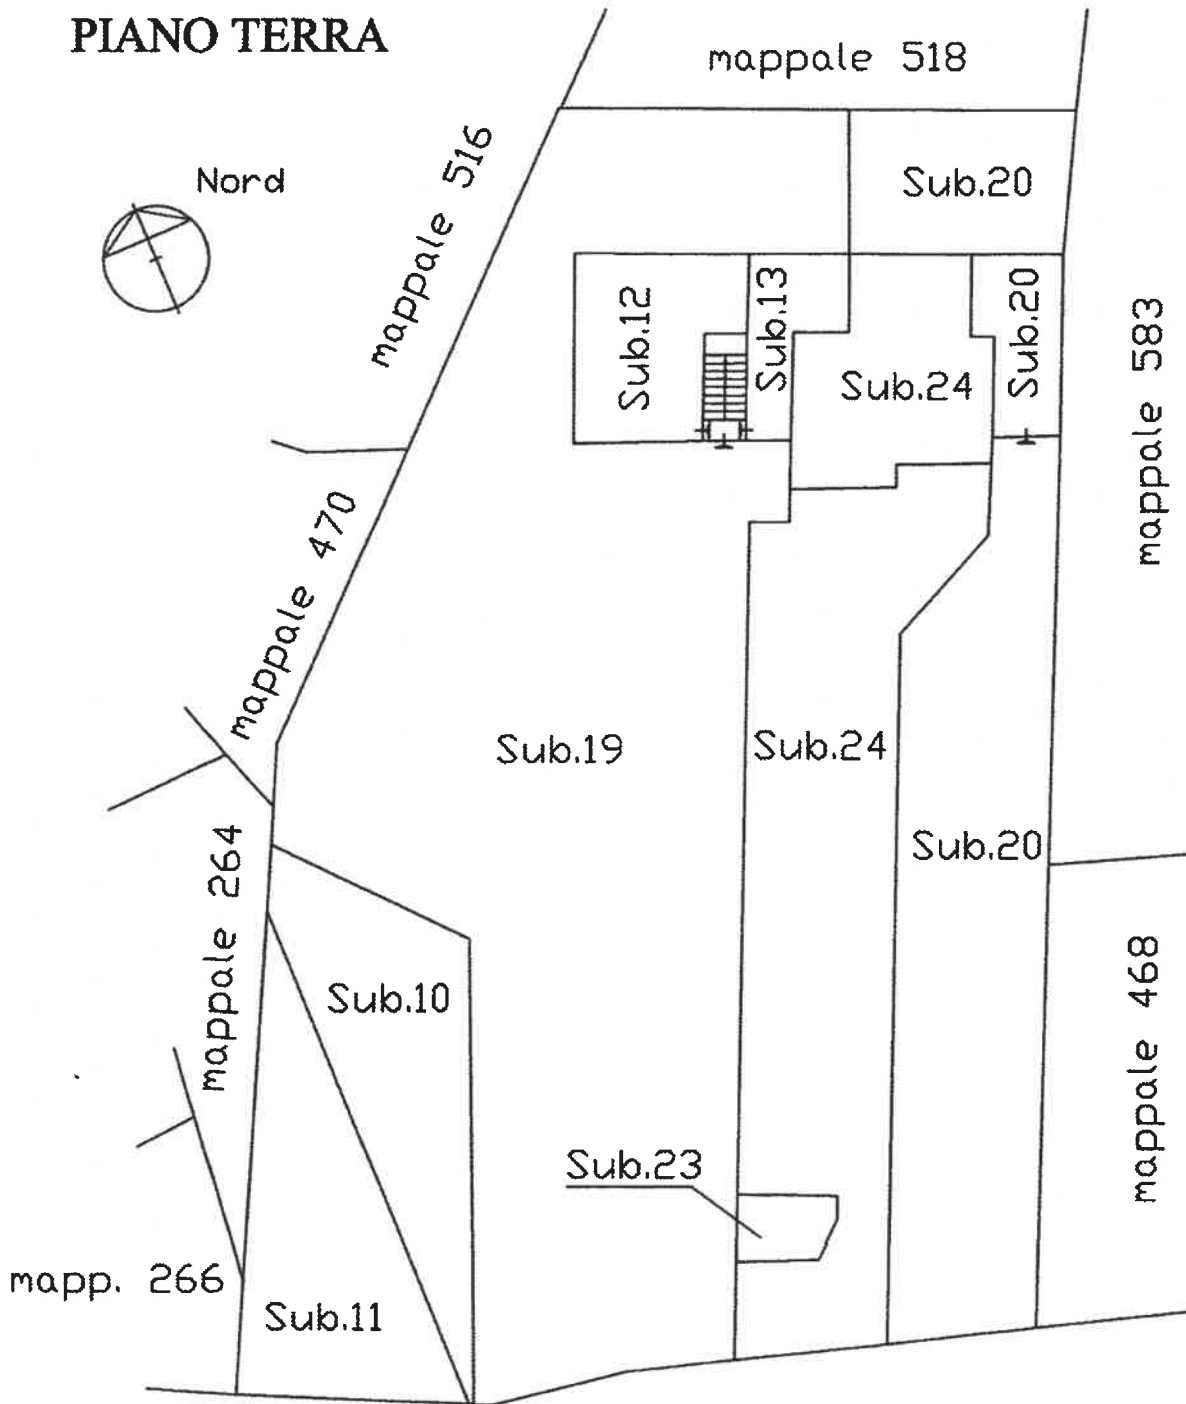 PIANO TERRA
mappale 518
Nord
mappale 516
Sub.20
Sub.12
Sub.13
Sub.20
Sub.24
mappale 583
mappale 470
Sub.19
Sub.24
Sub.20
mappale 264
Sub.10
mappale 468
Sub.23
mapp. 266
Sub.11